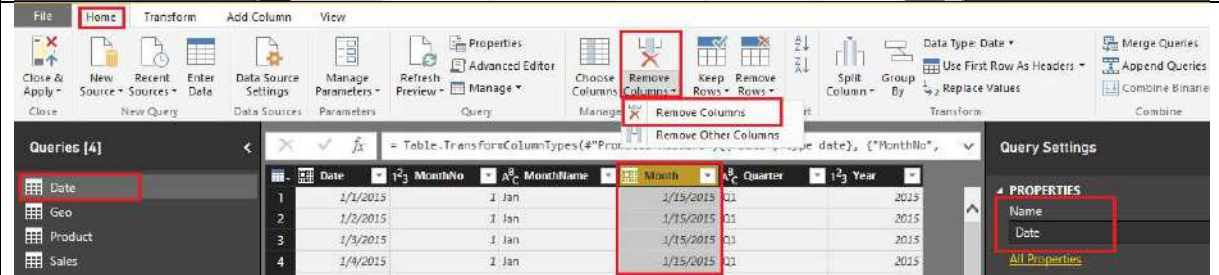 File Home Transform Add Column View
Close & Apply New Source Recent Sources Enter Data Data Source Settings Manage Parameters Refresh Preview Properties Advanced Editor Manage Choose Columns Remove Columns Keep Rows Remove Rows Split Column Group By Data Type: Date Use First Row As Headers Replace Values Merge Queries Append Queries Combine Binaries
Close New Query Data Sources Parameters Query Transform Combine
Remove Columns
Remove Other Columns
Queries [4] = Table.TransformColumnTypes( date}, {"MonthNo", Query Settings
Date MonthNo MonthName Month Quarter Year
Date 1 1/1/2015 1 Jan 1/15/2015 Q1 2015
Geo 2 1/2/2015 1 Jan 1/15/2015 Q1 2015
Product 3 1/3/2015 1 Jan 1/15/2015 Q1 2015
Sales 4 1/4/2015 1 Jan 1/15/2015 Q1 2015
PROPERTIES
Name
Date
All Properties